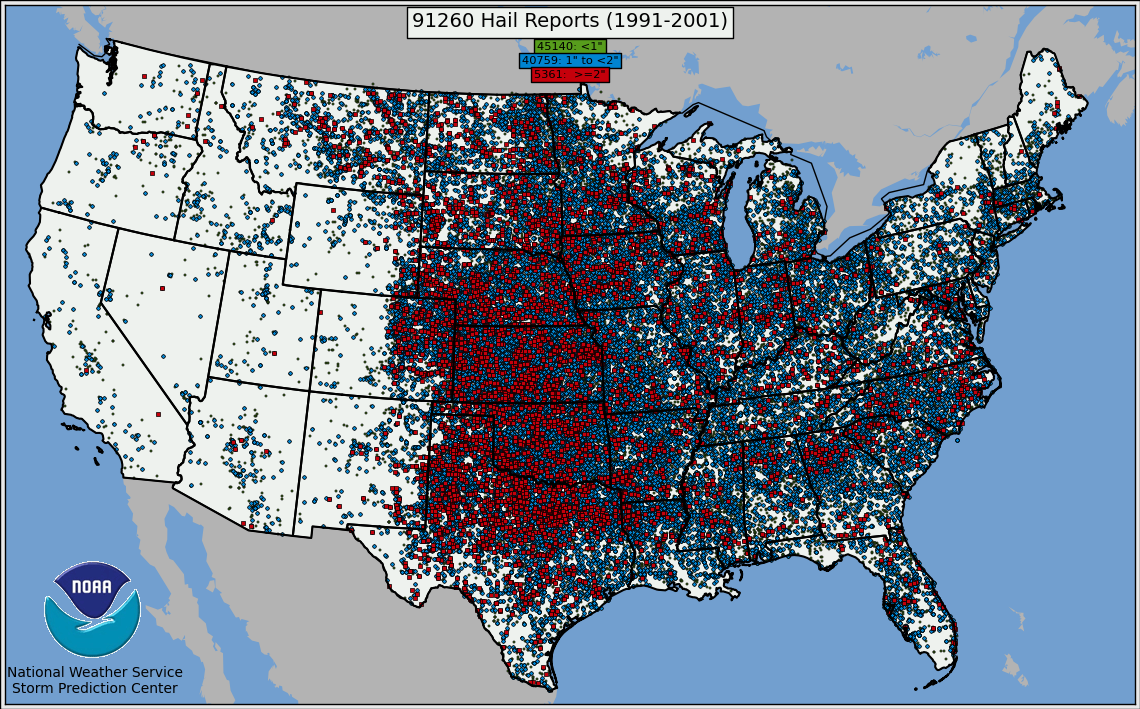 91260 Hail Reports (1991-2001)
45140: <1"
40759: 1" to <2"
5361: >=2"
NOAA
National Weather Service
Storm Prediction Center